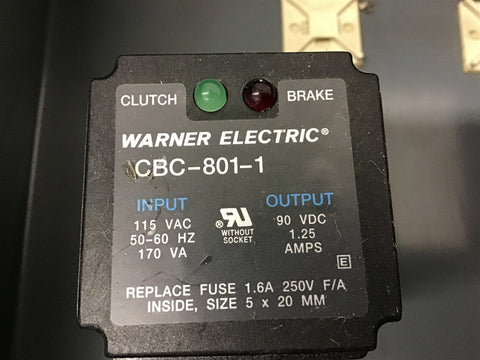 CLUTCH BRAKE
WARNER ELECTRIC®
CBC-801-1
INPUT OUTPUT
115 VAC 90 VDC
50-60 HZ WITHOUT 1.25
170 VA SOCKET AMPS
E
REPLACE FUSE 1.6A 250V F/A
INSIDE, SIZE 5 x 20 MM